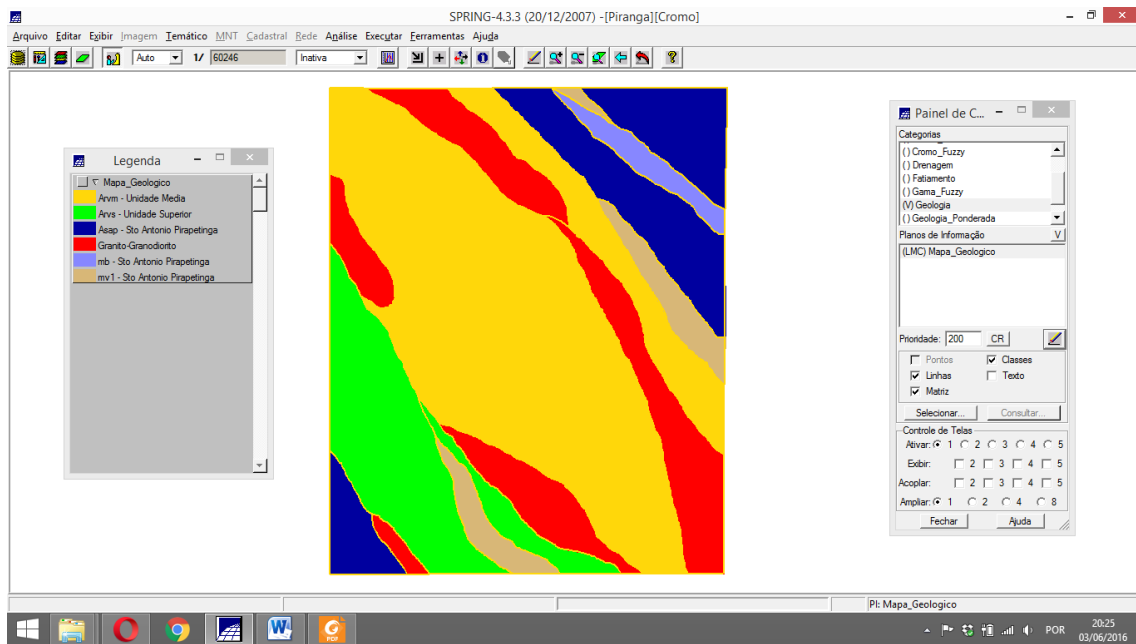 SPRING-4.3.3 (20/12/2007) -[Piranga][Cromo]
Arquivo Editar Exibir Imagem Temático MNT Cadastral Rede Análise Executar Ferramentas Ajuda
Auto 1/ 60246 Inativa
Legenda
Mapa_Geologico
Arvm - Unidade Media
Arvs - Unidade Superior
Asap - Sto Antonio Pirapetinga
Granito-Granodiorito
mb - Sto Antonio Pirapetinga
mv1 - Sto Antonio Pirapetinga
Painel de C...
Categorias
( ) Cromo_Fuzzy
( ) Drenagem
( ) Fatiamento
( ) Gama_Fuzzy
(V) Geologia
( ) Geologia_Ponderada
Planos de Informação V
(LMC) Mapa_Geologico
Prioridade: 200 CR
Pontos Classes
Linhas Texto
Matriz
Selecionar... Consultar...
Controle de Telas
Ativar: 1 2 3 4 5
Exibir: 2 3 4 5
Acoplar: 2 3 4 5
Ampliar: 1 2 4 8
Fechar Ajuda
PI: Mapa_Geologico
PDF
POR
20:25
03/06/2016